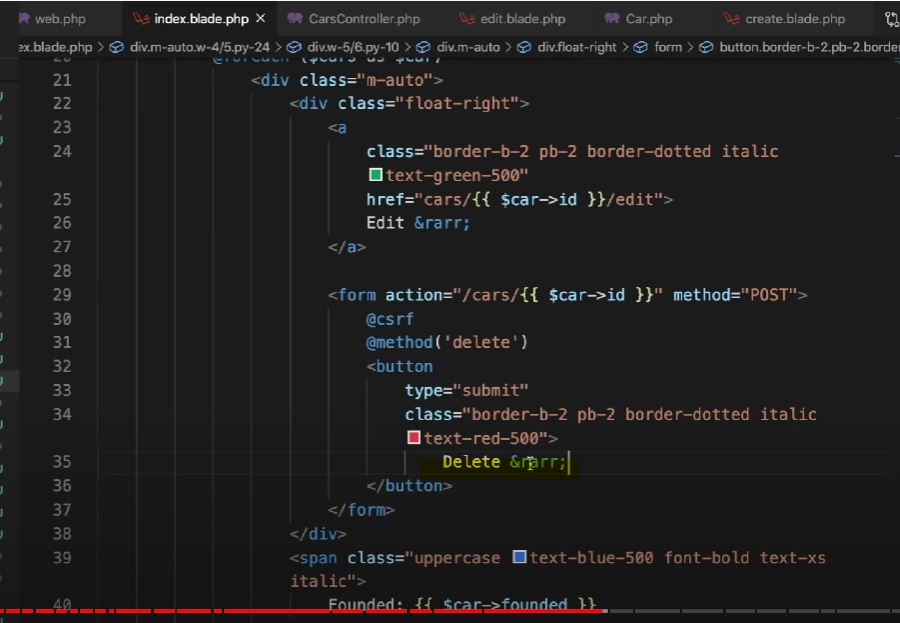 web.php index.blade.php × CarsController.php edit.blade.php Car.php create.blade.php
ex.blade.php > div.m-auto.w-4/5.py-24 > div.w-5/6.py-10 > div.m-auto > div.float-right > form > button.border-b-2.pb-2.border
20 @foreach ($cars as $car)
21 <div class="m-auto">
22 <div class="float-right">
23 <a
24 class="border-b-2 pb-2 border-dotted italic
text-green-500"
25 href="cars/{{ $car->id }}/edit">
26 Edit &rarr;
27 </a>
28
29 <form action="/cars/{{ $car->id }}" method="POST">
30 @csrf
31 @method('delete')
32 <button
33 type="submit"
34 class="border-b-2 pb-2 border-dotted italic
text-red-500">
35 Delete &rarr;
36 </button>
37 </form>
38 </div>
39 <span class="uppercase text-blue-500 font-bold text-xs
italic">
40 Founded: {{ $car->founded }}